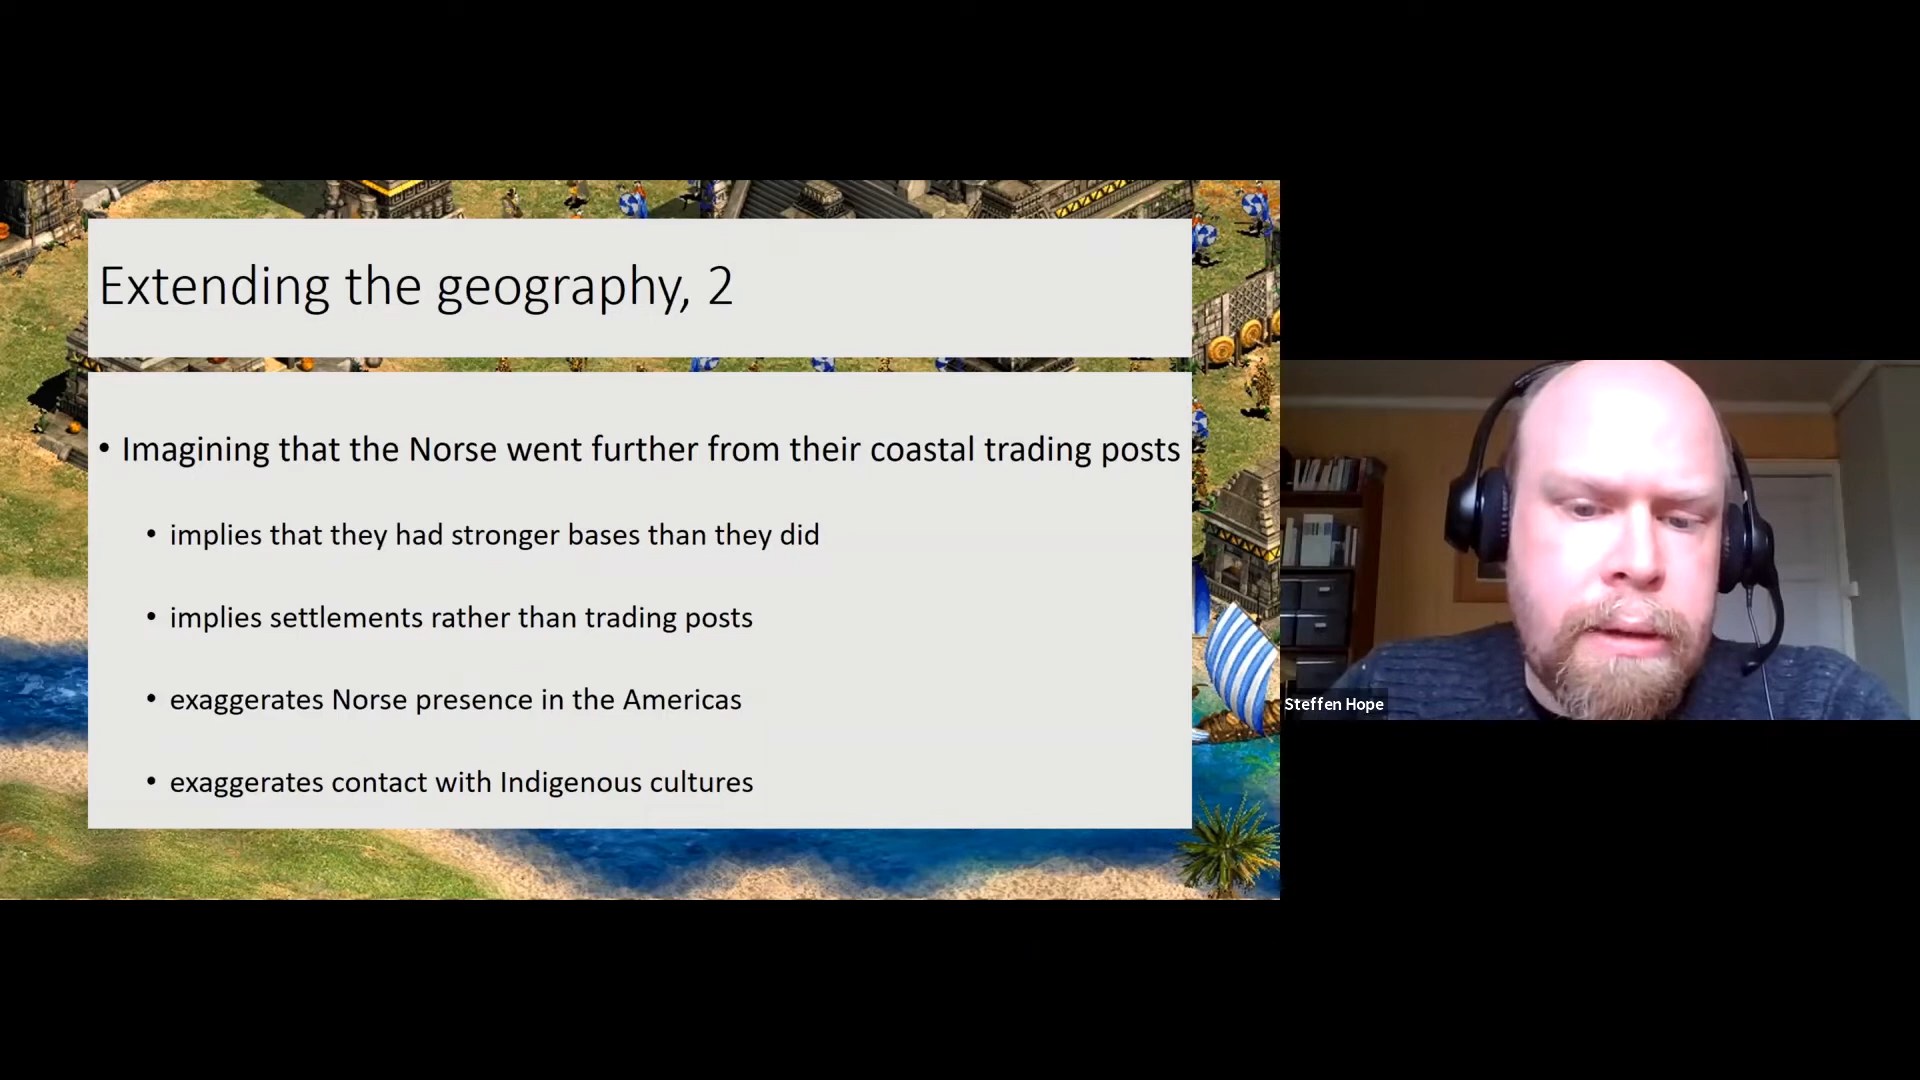 Extending the geography, 2
• Imagining that the Norse went further from their coastal trading posts
• implies that they had stronger bases than they did
• implies settlements rather than trading posts
• exaggerates Norse presence in the Americas
• exaggerates contact with Indigenous cultures
Steffen Hope